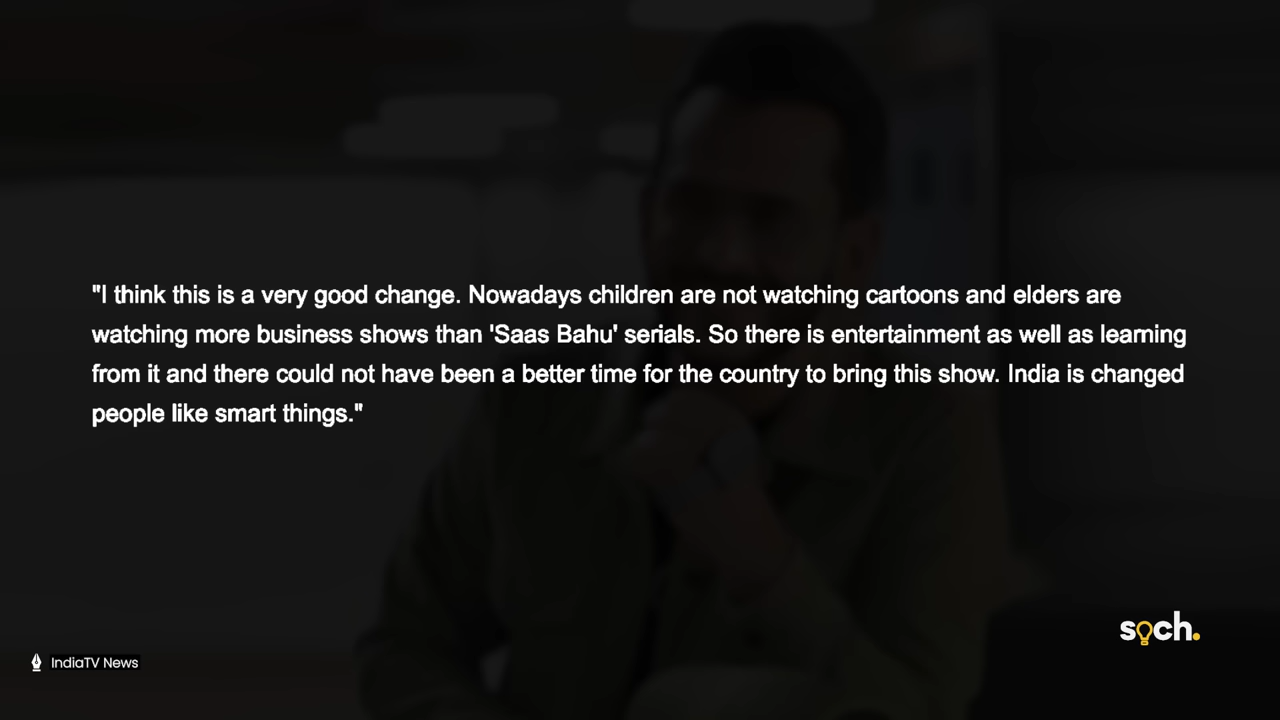 "I think this is a very good change. Nowadays children are not watching cartoons and elders are
watching more business shows than 'Saas Bahu' serials. So there is entertainment as well as learning
from it and there could not have been a better time for the country to bring this show. India is changed
people like smart things."
soch.
IndiaTV News